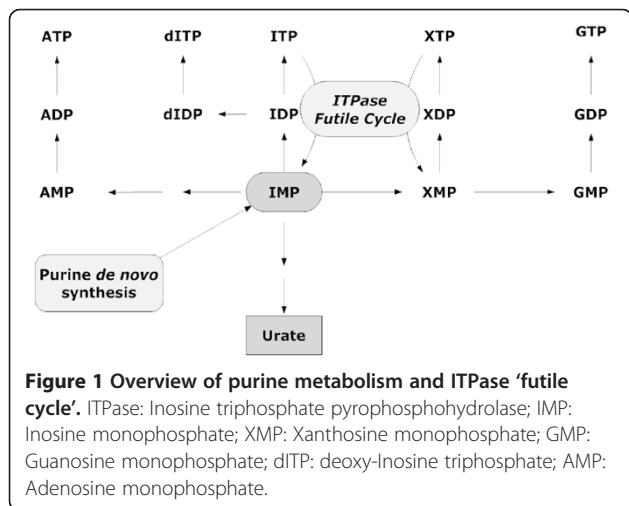 ATP dITP ITP XTP GTP
ITPase
Futile Cycle
ADP dIDP IDP XDP GDP
AMP IMP XMP GMP
Purine de novo
synthesis
Urate
Figure 1 Overview of purine metabolism and ITPase ‘futile
cycle’. ITPase: Inosine triphosphate pyrophosphohydrolase; IMP:
Inosine monophosphate; XMP: Xanthosine monophosphate; GMP:
Guanosine monophosphate; dITP: deoxy-Inosine triphosphate; AMP:
Adenosine monophosphate.